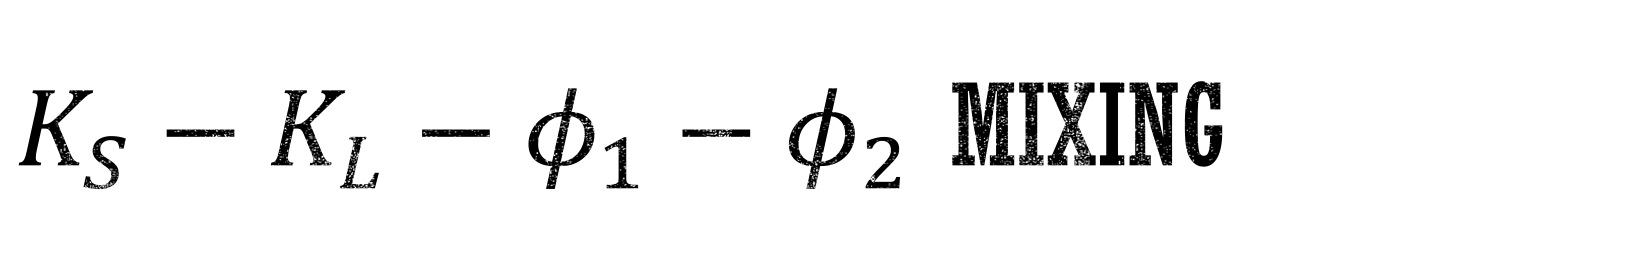 K_S − K_L − ϕ_1 − ϕ_2 MIXING